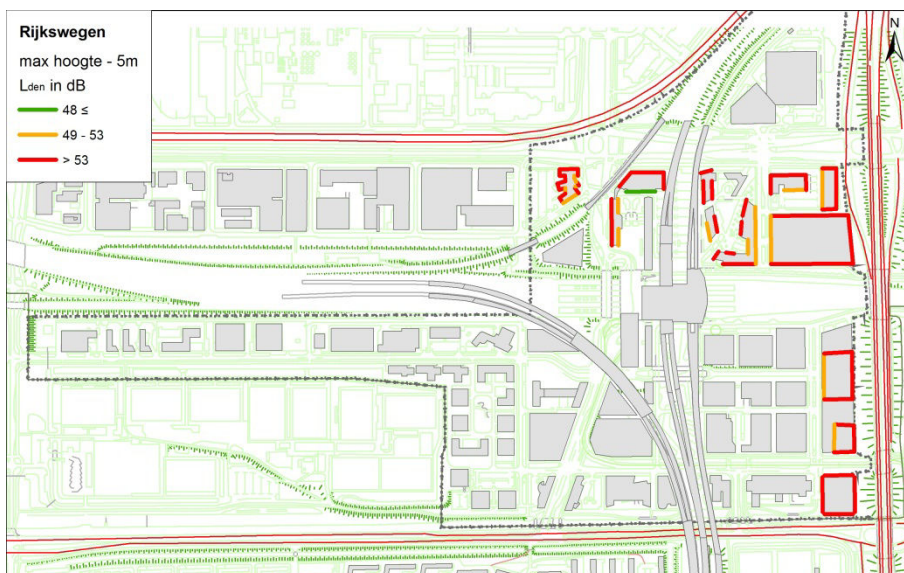 Rijkswegen
max hoogte - 5m
Lden in dB
48 ≤
49 - 53
> 53
N